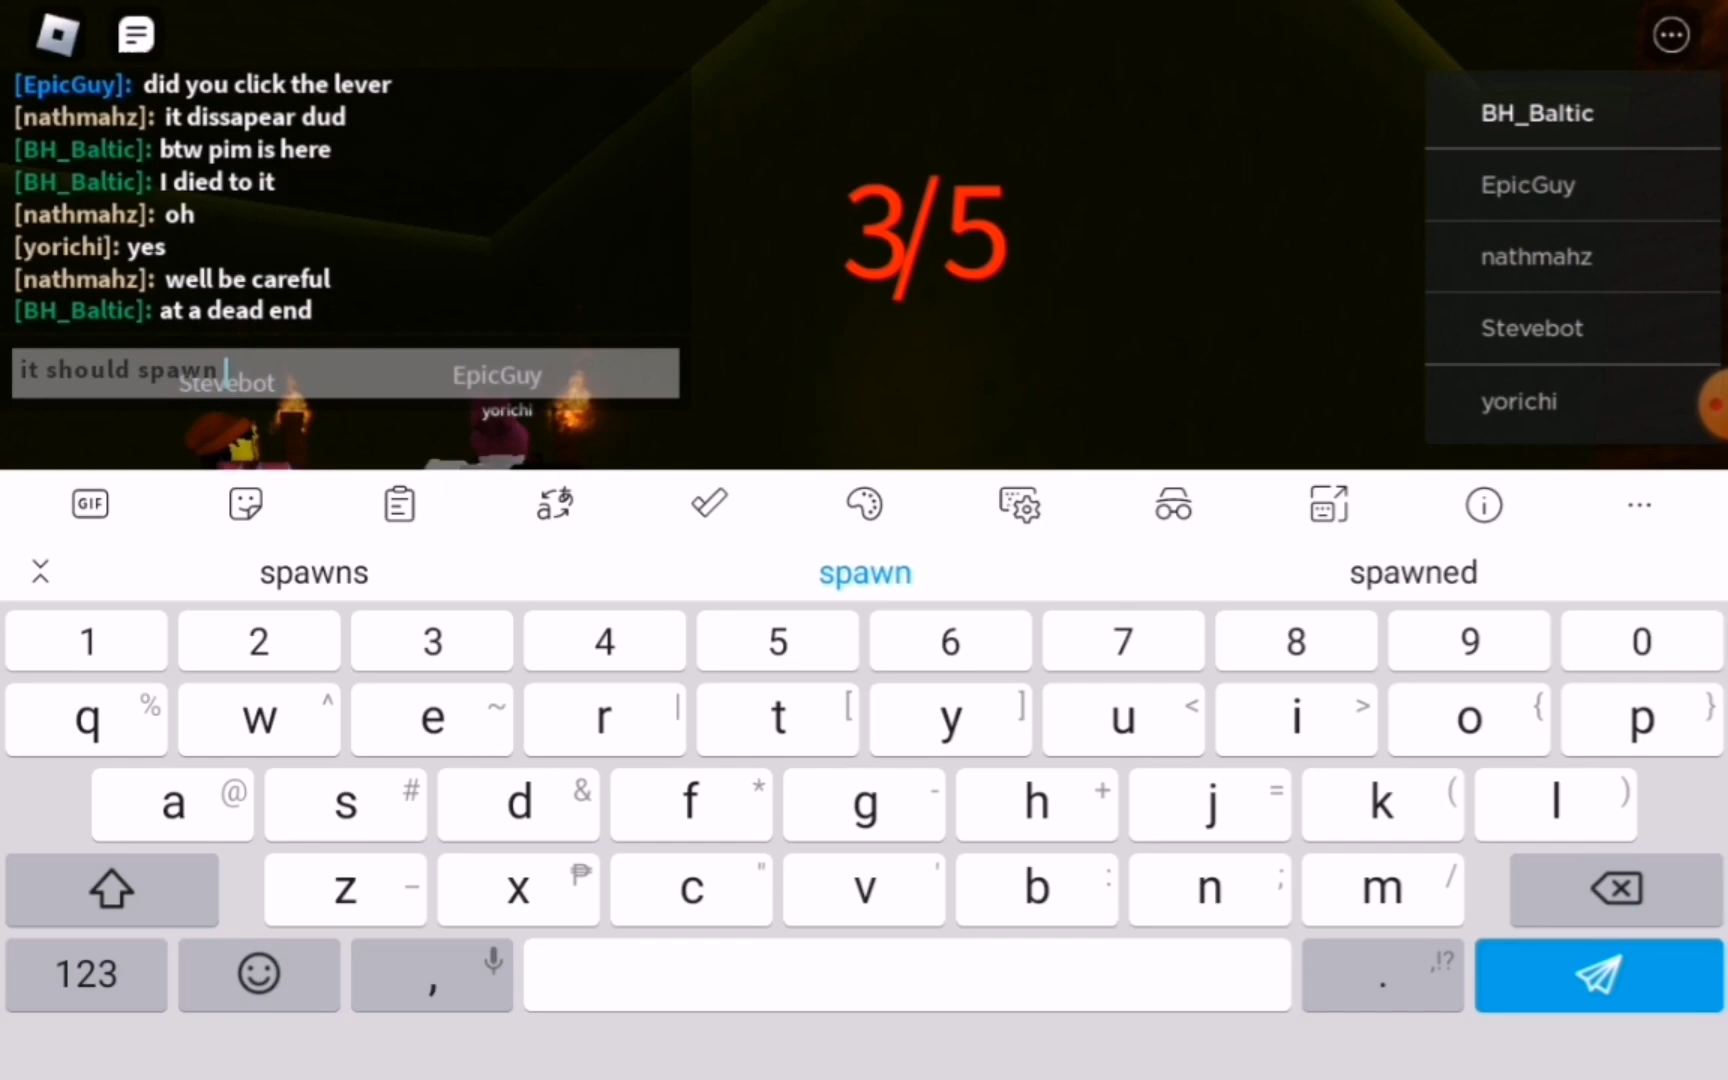 [EpicGuy]: did you click the lever
[nathmahz]: it dissapear dud
[BH_Baltic]: btw pim is here
[BH_Baltic]: I died to it
[nathmahz]: oh
[yorichi]: yes
[nathmahz]: well be careful
[BH_Baltic]: at a dead end
it should spawn
Stevebot EpicGuy
yorichi
3/5
BH_Baltic
EpicGuy
nathmahz
Stevebot
yorichi
GIF
spawns spawn spawned
1 2 3 4 5 6 7 8 9 0
q % w ^ e ~ r | t [ y ] u < i > o { p }
a @ s # d & f * g - h + j = k ( l )
z – x ₱ c " v ' b : n ; m /
123 , . ,!?